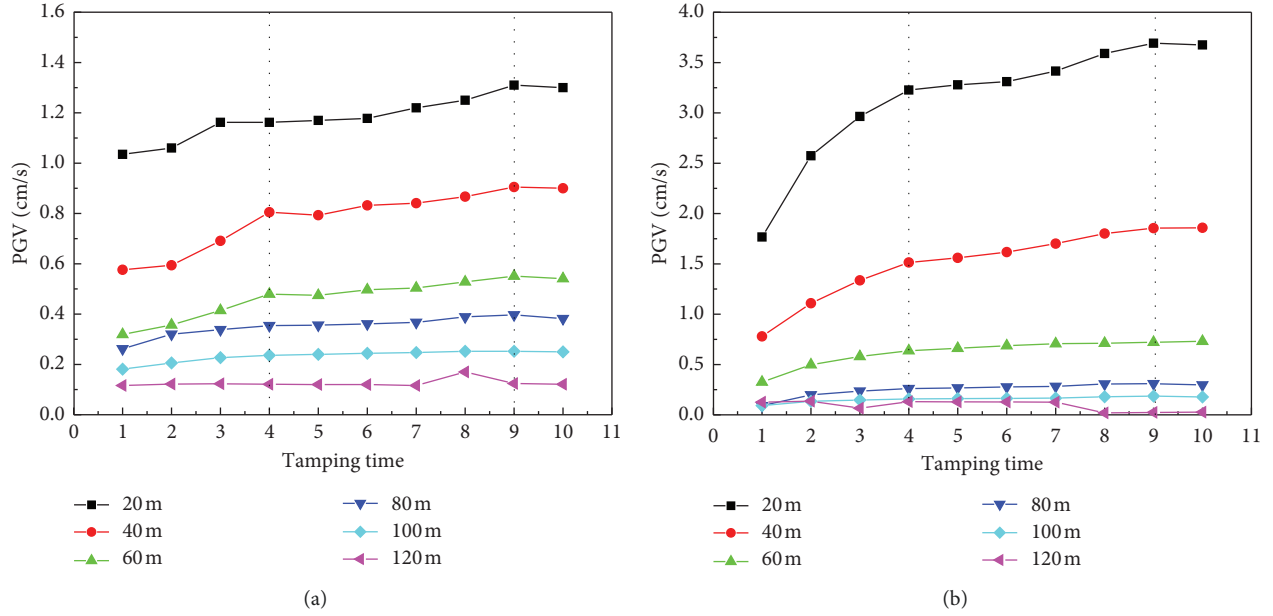 1.6
1.4
1.2
1.0
0.8
0.6
0.4
0.2
0.0
PGV (cm/s)
0 1 2 3 4 5 6 7 8 9 10 11
Tamping time
20 m
40 m
60 m
80 m
100 m
120 m
(a)
4.0
3.5
3.0
2.5
2.0
1.5
1.0
0.5
0.0
PGV (cm/s)
0 1 2 3 4 5 6 7 8 9 10 11
Tamping time
20 m
40 m
60 m
80 m
100 m
120 m
(b)